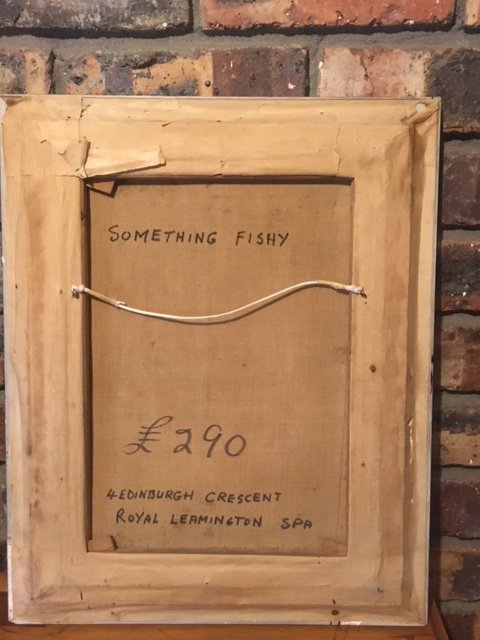 SOMETHING FISHY
£290
4 EDINBURGH CRESCENT
ROYAL LEAMINGTON SPA